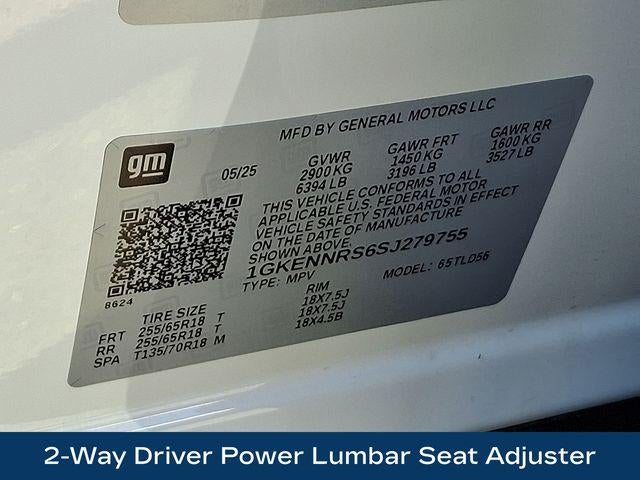 MFD BY GENERAL MOTORS LLC
gm
05/25
GVWR GAWR FRT GAWR RR
2900 KG 1450 KG 1600 KG
6394 LB 3196 LB 3527 LB
THIS VEHICLE CONFORMS TO ALL
APPLICABLE U.S. FEDERAL MOTOR
VEHICLE SAFETY STANDARDS IN EFFECT
ON THE DATE OF MANUFACTURE
SHOWN ABOVE.
1GKENNRS6SJ279755
TYPE: MPV MODEL: 65TLD56
8624
TIRE SIZE RIM
FRT 255/65R18 T 18X7.5J
RR 255/65R18 T 18X7.5J
SPA T135/70R18 M 18X4.5B
2-Way Driver Power Lumbar Seat Adjuster